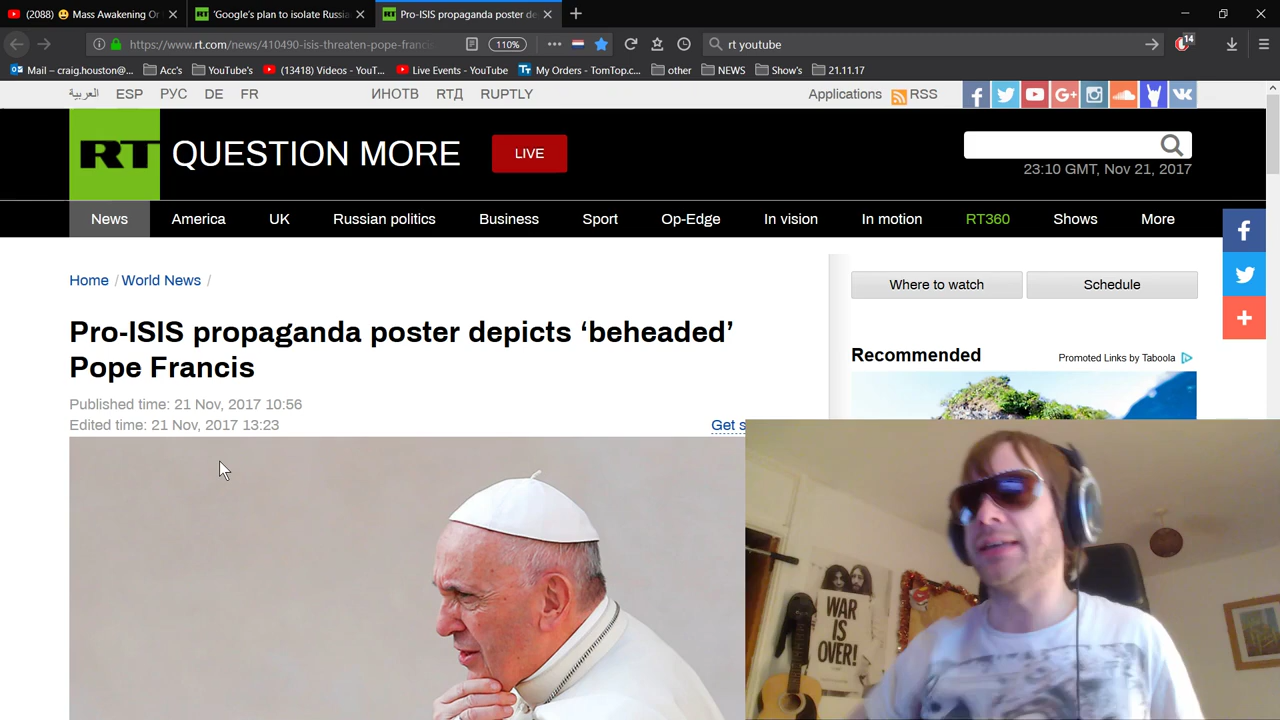 (2088) 😃 Mass Awakening Or
'Google's plan to isolate Russia
Pro-ISIS propaganda poster de
https://www.rt.com/news/410490-isis-threaten-pope-francis
110%
rt youtube
14
Mail – craig.houston@...
Acc's
YouTube's
(13418) Videos - YouT...
Live Events - YouTube
My Orders - TomTop.c...
other
NEWS
Show's
21.11.17
العربية ESP РУС DE FR ИНОТВ RTД RUPTLY
Applications RSS
RT QUESTION MORE
LIVE
23:10 GMT, Nov 21, 2017
News America UK Russian politics Business Sport Op-Edge In vision In motion RT360 Shows More
Home / World News /
Where to watch
Schedule
Pro-ISIS propaganda poster depicts 'beheaded'
Pope Francis
Recommended
Promoted Links by Taboola
Published time: 21 Nov, 2017 10:56
Edited time: 21 Nov, 2017 13:23
Get s
WAR
IS
OVER!